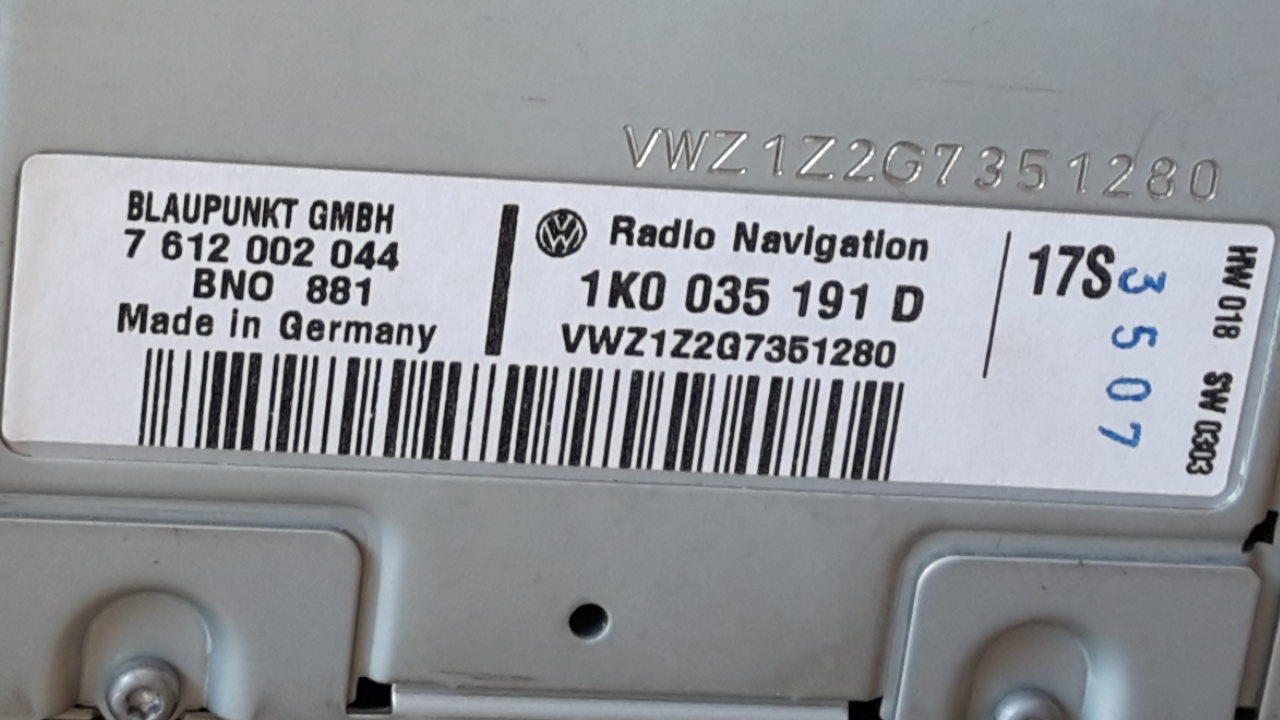 VWZ1Z2G7351280
BLAUPUNKT GMBH
7 612 002 044
BNO 881
Made in Germany
Radio Navigation
1K0 035 191 D
VWZ1Z2G7351280
17S
3507
HW 018 SW 0303